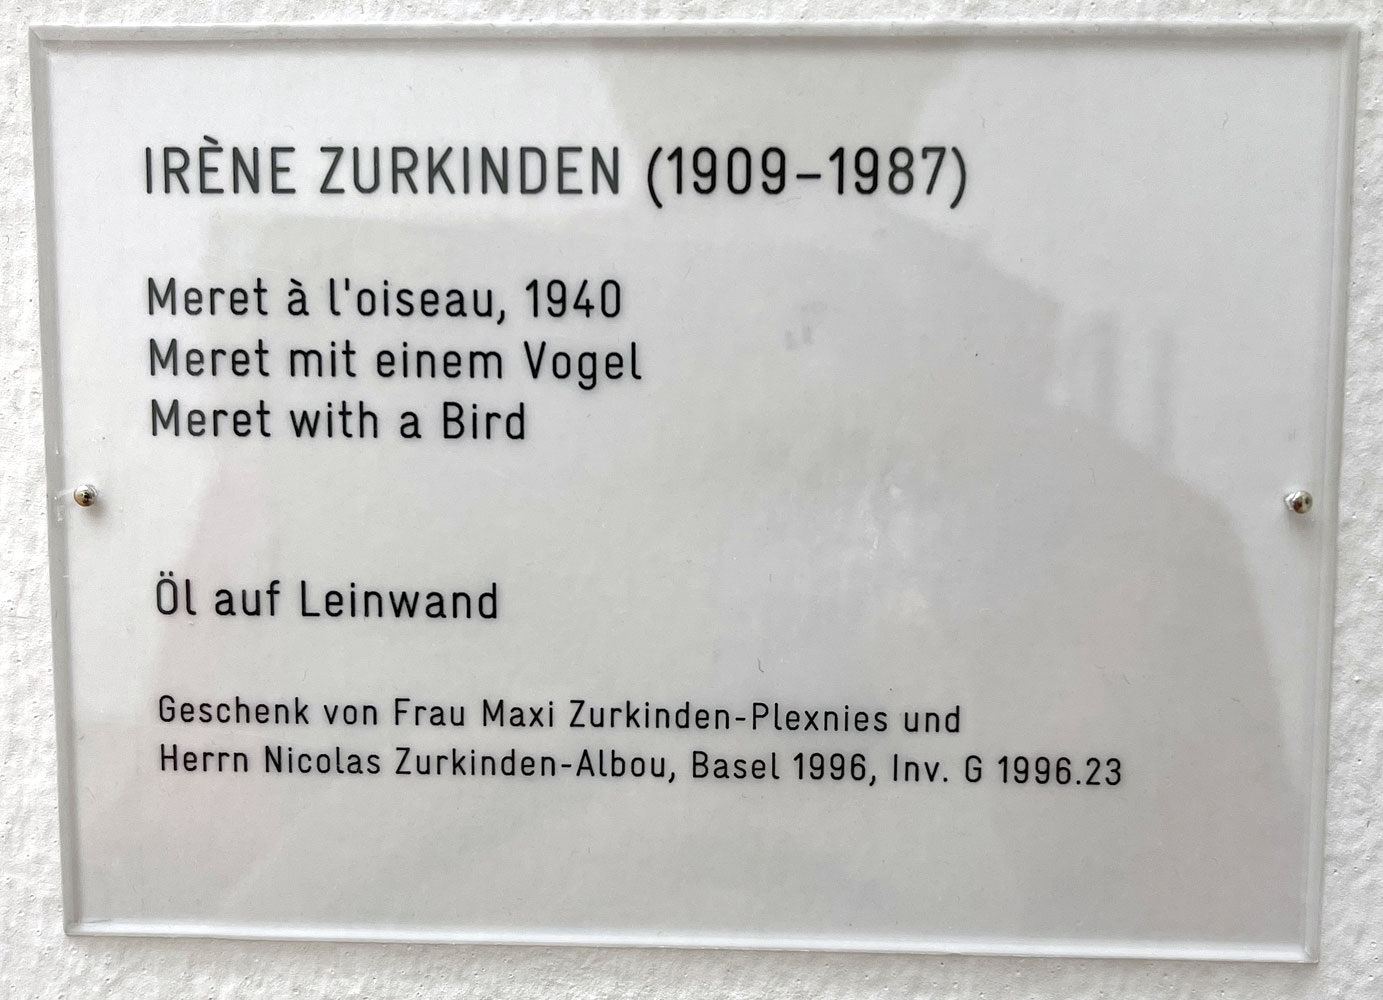 IRÈNE ZURKINDEN (1909–1987)
Meret à l'oiseau, 1940
Meret mit einem Vogel
Meret with a Bird
Öl auf Leinwand
Geschenk von Frau Maxi Zurkinden-Plexnies und
Herrn Nicolas Zurkinden-Albou, Basel 1996, Inv. G 1996.23